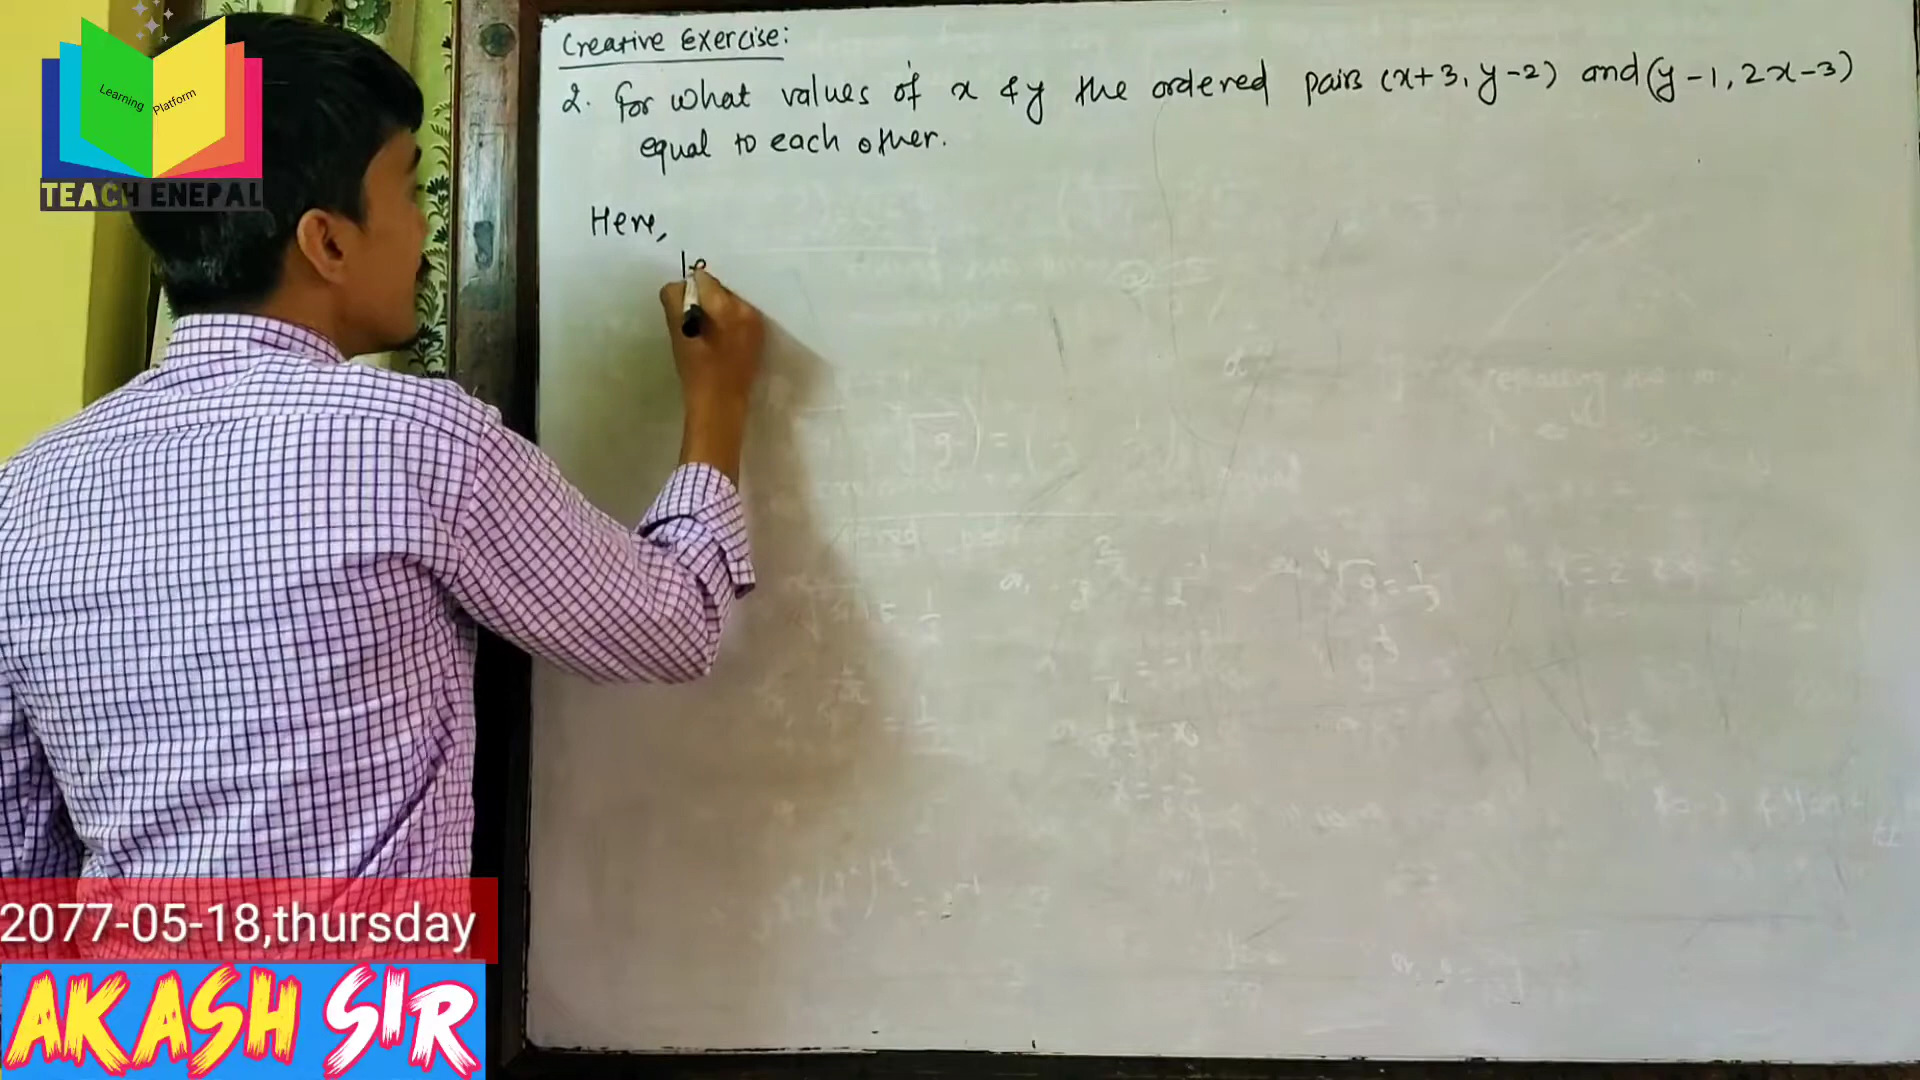 Learning Platform
TEACH ENEPAL
Creative Exercise:
2. For what values of x & y the ordered pairs (x+3, y-2) and (y-1, 2x-3)
equal to each other.
Here,
2077-05-18,thursday
AKASH SIR